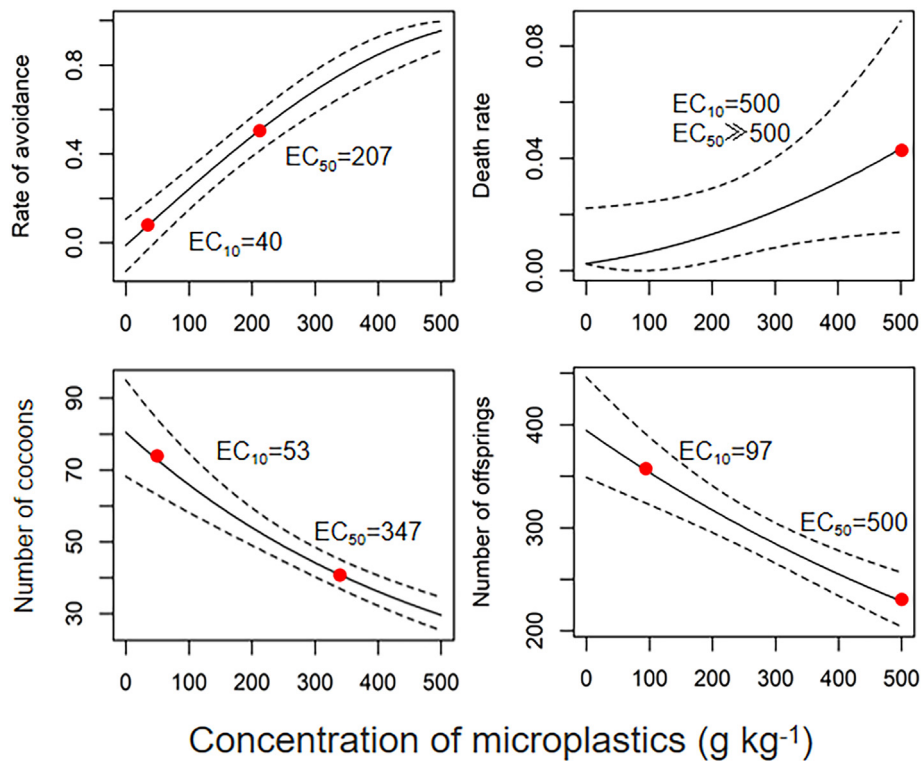 Rate of avoidance
0.8
0.4
0.0
EC50=207
EC10=40
0 100 200 300 400 500
Death rate
0.08
0.04
0.00
EC10=500
EC50≫500
0 100 200 300 400 500
Number of cocoons
90
70
50
30
EC10=53
EC50=347
0 100 200 300 400 500
Number of offsprings
400
300
200
EC10=97
EC50=500
0 100 200 300 400 500
Concentration of microplastics (g kg-1)